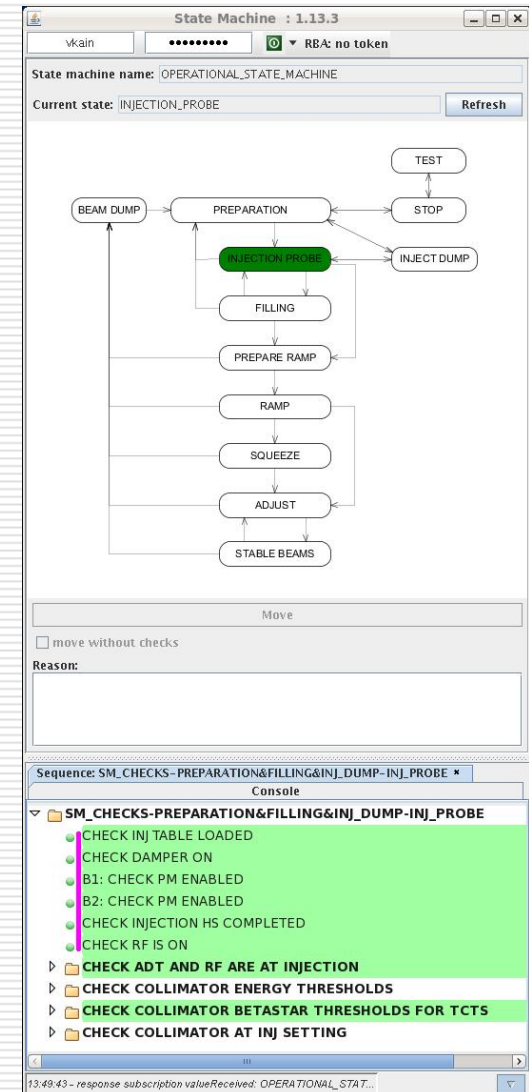 State Machine : 1.13.3
vkain ••••••••• RBA: no token
State machine name: OPERATIONAL_STATE_MACHINE
Current state: INJECTION_PROBE Refresh
TEST
BEAM DUMP PREPARATION STOP
INJECTION PROBE INJECT DUMP
FILLING
PREPARE RAMP
RAMP
SQUEEZE
ADJUST
STABLE BEAMS
Move
move without checks
Reason:
Sequence: SM_CHECKS-PREPARATION&FILLING&INJ_DUMP-INJ_PROBE
Console
SM_CHECKS-PREPARATION&FILLING&INJ_DUMP-INJ_PROBE
CHECK INJ TABLE LOADED
CHECK DAMPER ON
B1: CHECK PM ENABLED
B2: CHECK PM ENABLED
CHECK INJECTION HS COMPLETED
CHECK RF IS ON
CHECK ADT AND RF ARE AT INJECTION
CHECK COLLIMATOR ENERGY THRESHOLDS
CHECK COLLIMATOR BETASTAR THRESHOLDS FOR TCTS
CHECK COLLIMATOR AT INJ SETTING
13:49:43 - response subscription valueReceived: OPERATIONAL_STAT...